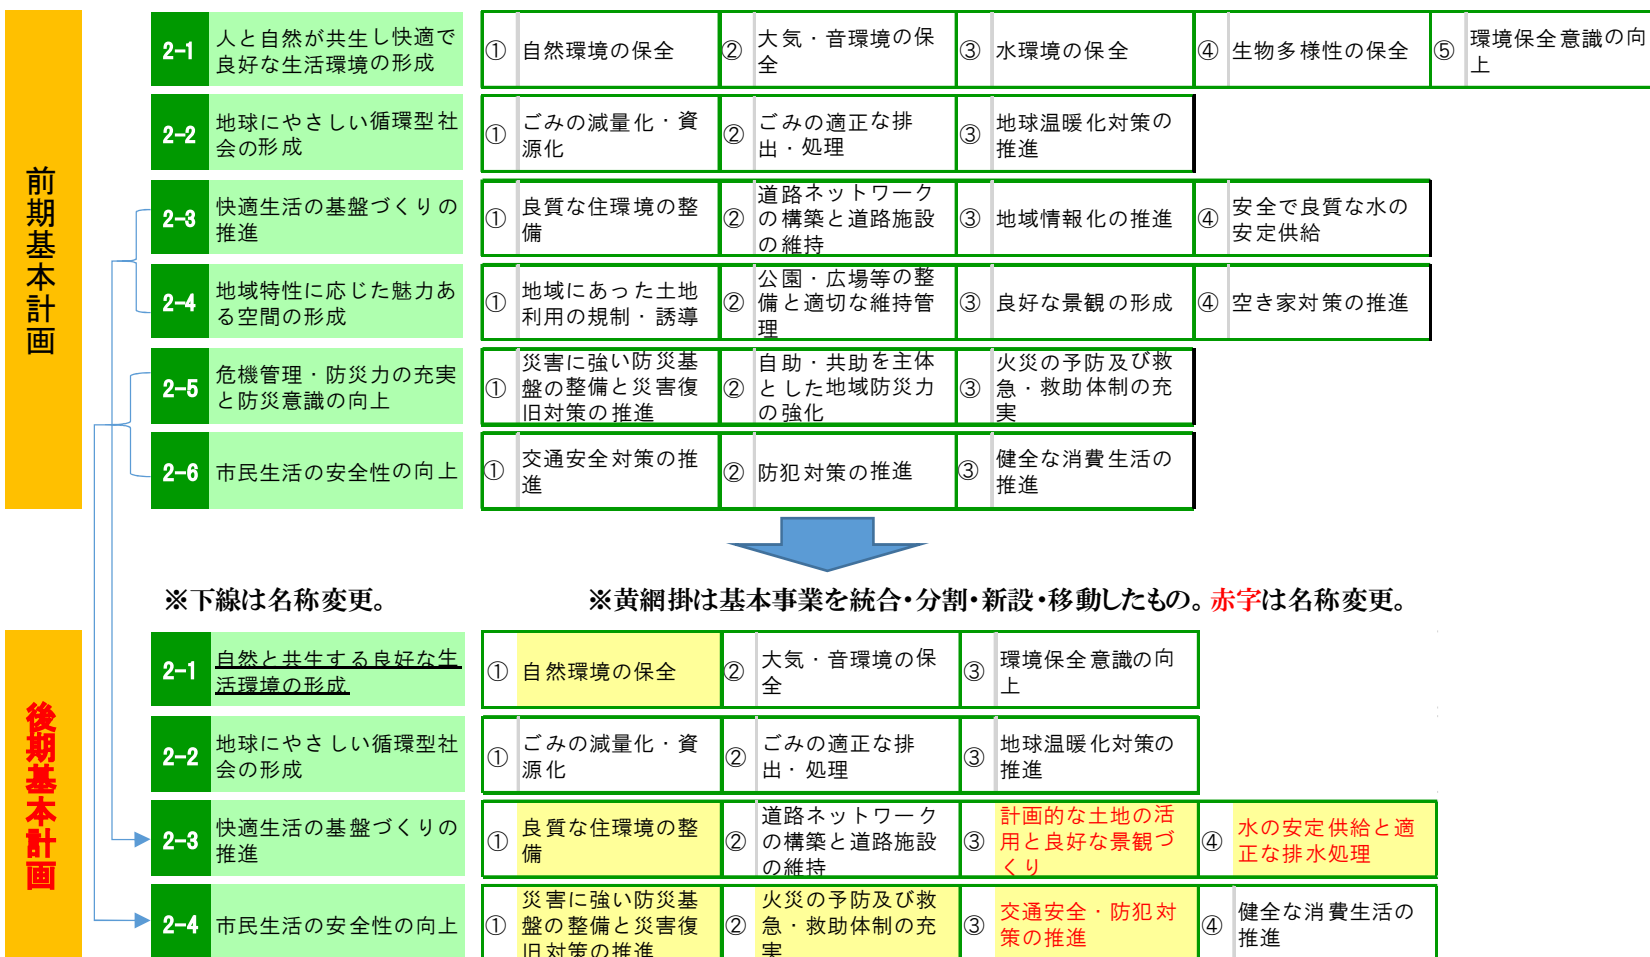 前期基本計画
2-1
人と自然が共生し快適で
良好な生活環境の形成
①
自然環境の保全
②
大気・音環境の保
全
③
水環境の保全
④
生物多様性の保全
⑤
環境保全意識の向
上
2-2
地球にやさしい循環型社
会の形成
①
ごみの減量化・資
源化
②
ごみの適正な排
出・処理
③
地球温暖化対策の
推進
2-3
快適生活の基盤づくりの
推進
①
良質な住環境の整
備
②
道路ネットワーク
の構築と道路施設
の維持
③
地域情報化の推進
④
安全で良質な水の
安定供給
2-4
地域特性に応じた魅力あ
る空間の形成
①
地域にあった土地
利用の規制・誘導
②
公園・広場等の整
備と適切な維持管
理
③
良好な景観の形成
④
空き家対策の推進
2-5
危機管理・防災力の充実
と防災意識の向上
①
災害に強い防災基
盤の整備と災害復
旧対策の推進
②
自助・共助を主体
とした地域防災力
の強化
③
火災の予防及び救
急・救助体制の充
実
2-6
市民生活の安全性の向上
①
交通安全対策の推
進
②
防犯対策の推進
③
健全な消費生活の
推進
※下線は名称変更。
※黄網掛は基本事業を統合・分割・新設・移動したもの。赤字は名称変更。
後期基本計画
2-1
自然と共生する良好な生
活環境の形成
①
自然環境の保全
②
大気・音環境の保
全
③
環境保全意識の向
上
2-2
地球にやさしい循環型社
会の形成
①
ごみの減量化・資
源化
②
ごみの適正な排
出・処理
③
地球温暖化対策の
推進
2-3
快適生活の基盤づくりの
推進
①
良質な住環境の整
備
②
道路ネットワーク
の構築と道路施設
の維持
③
計画的な土地の活
用と良好な景観づ
くり
④
水の安定供給と適
正な排水処理
2-4
市民生活の安全性の向上
①
災害に強い防災基
盤の整備と災害復
旧対策の推進
②
火災の予防及び救
急・救助体制の充
実
③
交通安全・防犯対
策の推進
④
健全な消費生活の
推進